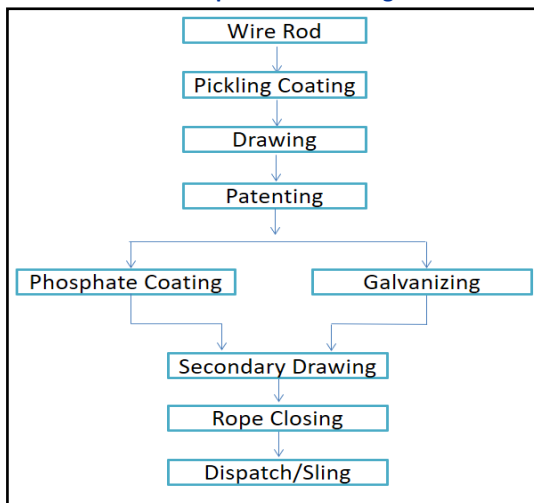 Wire Rod
Pickling Coating
Drawing
Patenting
Phosphate Coating
Galvanizing
Secondary Drawing
Rope Closing
Dispatch/Sling